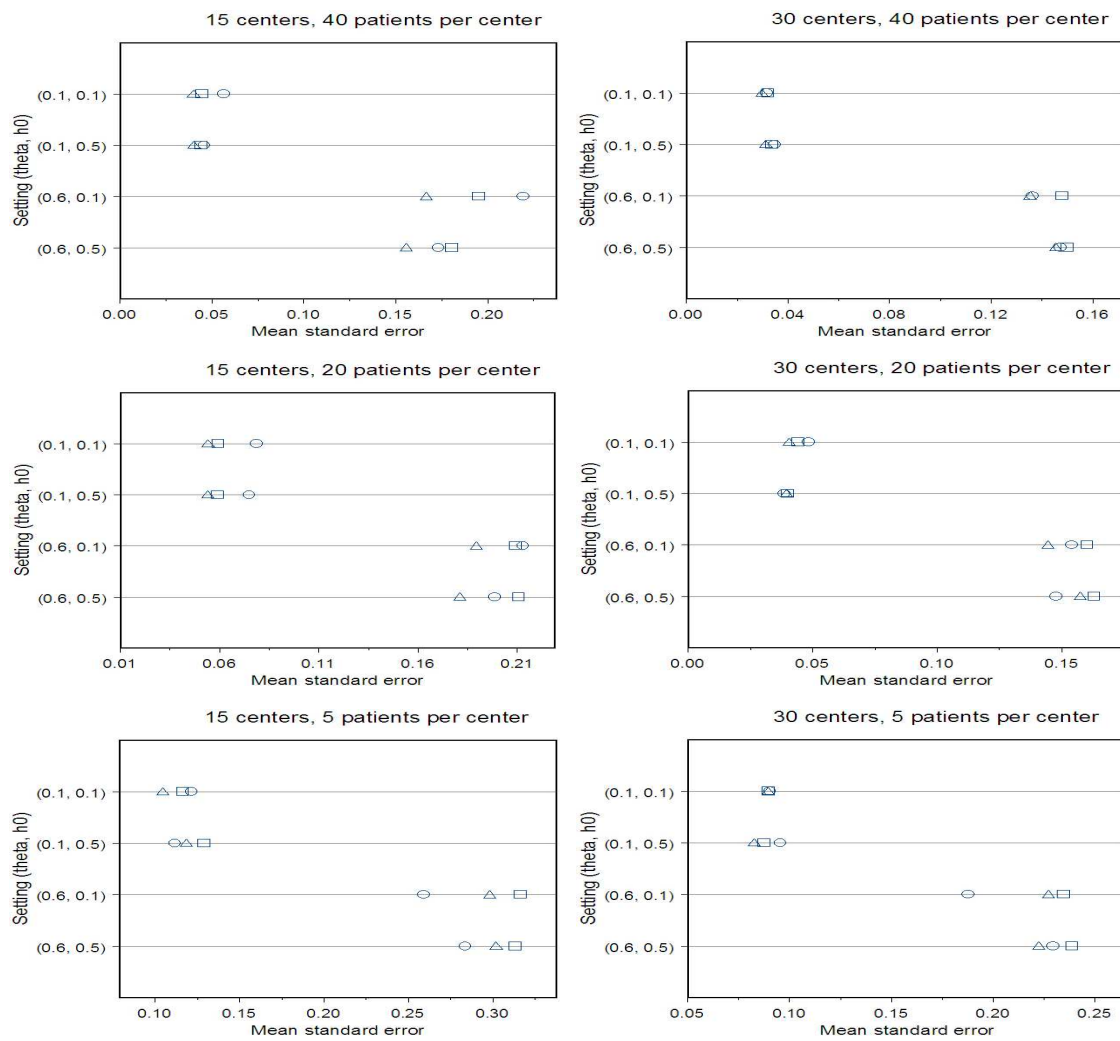 15 centers, 40 patients per center
Setting (theta, h0)
(0.1, 0.1)
(0.1, 0.5)
(0.6, 0.1)
(0.6, 0.5)
0.00 0.05 0.10 0.15 0.20
Mean standard error
30 centers, 40 patients per center
Setting (theta, h0)
(0.1, 0.1)
(0.1, 0.5)
(0.6, 0.1)
(0.6, 0.5)
0.00 0.04 0.08 0.12 0.16
Mean standard error
15 centers, 20 patients per center
Setting (theta, h0)
(0.1, 0.1)
(0.1, 0.5)
(0.6, 0.1)
(0.6, 0.5)
0.01 0.06 0.11 0.16 0.21
Mean standard error
30 centers, 20 patients per center
Setting (theta, h0)
(0.1, 0.1)
(0.1, 0.5)
(0.6, 0.1)
(0.6, 0.5)
0.00 0.05 0.10 0.15
Mean standard error
15 centers, 5 patients per center
Setting (theta, h0)
(0.1, 0.1)
(0.1, 0.5)
(0.6, 0.1)
(0.6, 0.5)
0.10 0.15 0.20 0.25 0.30
Mean standard error
30 centers, 5 patients per center
Setting (theta, h0)
(0.1, 0.1)
(0.1, 0.5)
(0.6, 0.1)
(0.6, 0.5)
0.05 0.10 0.15 0.20 0.25
Mean standard error